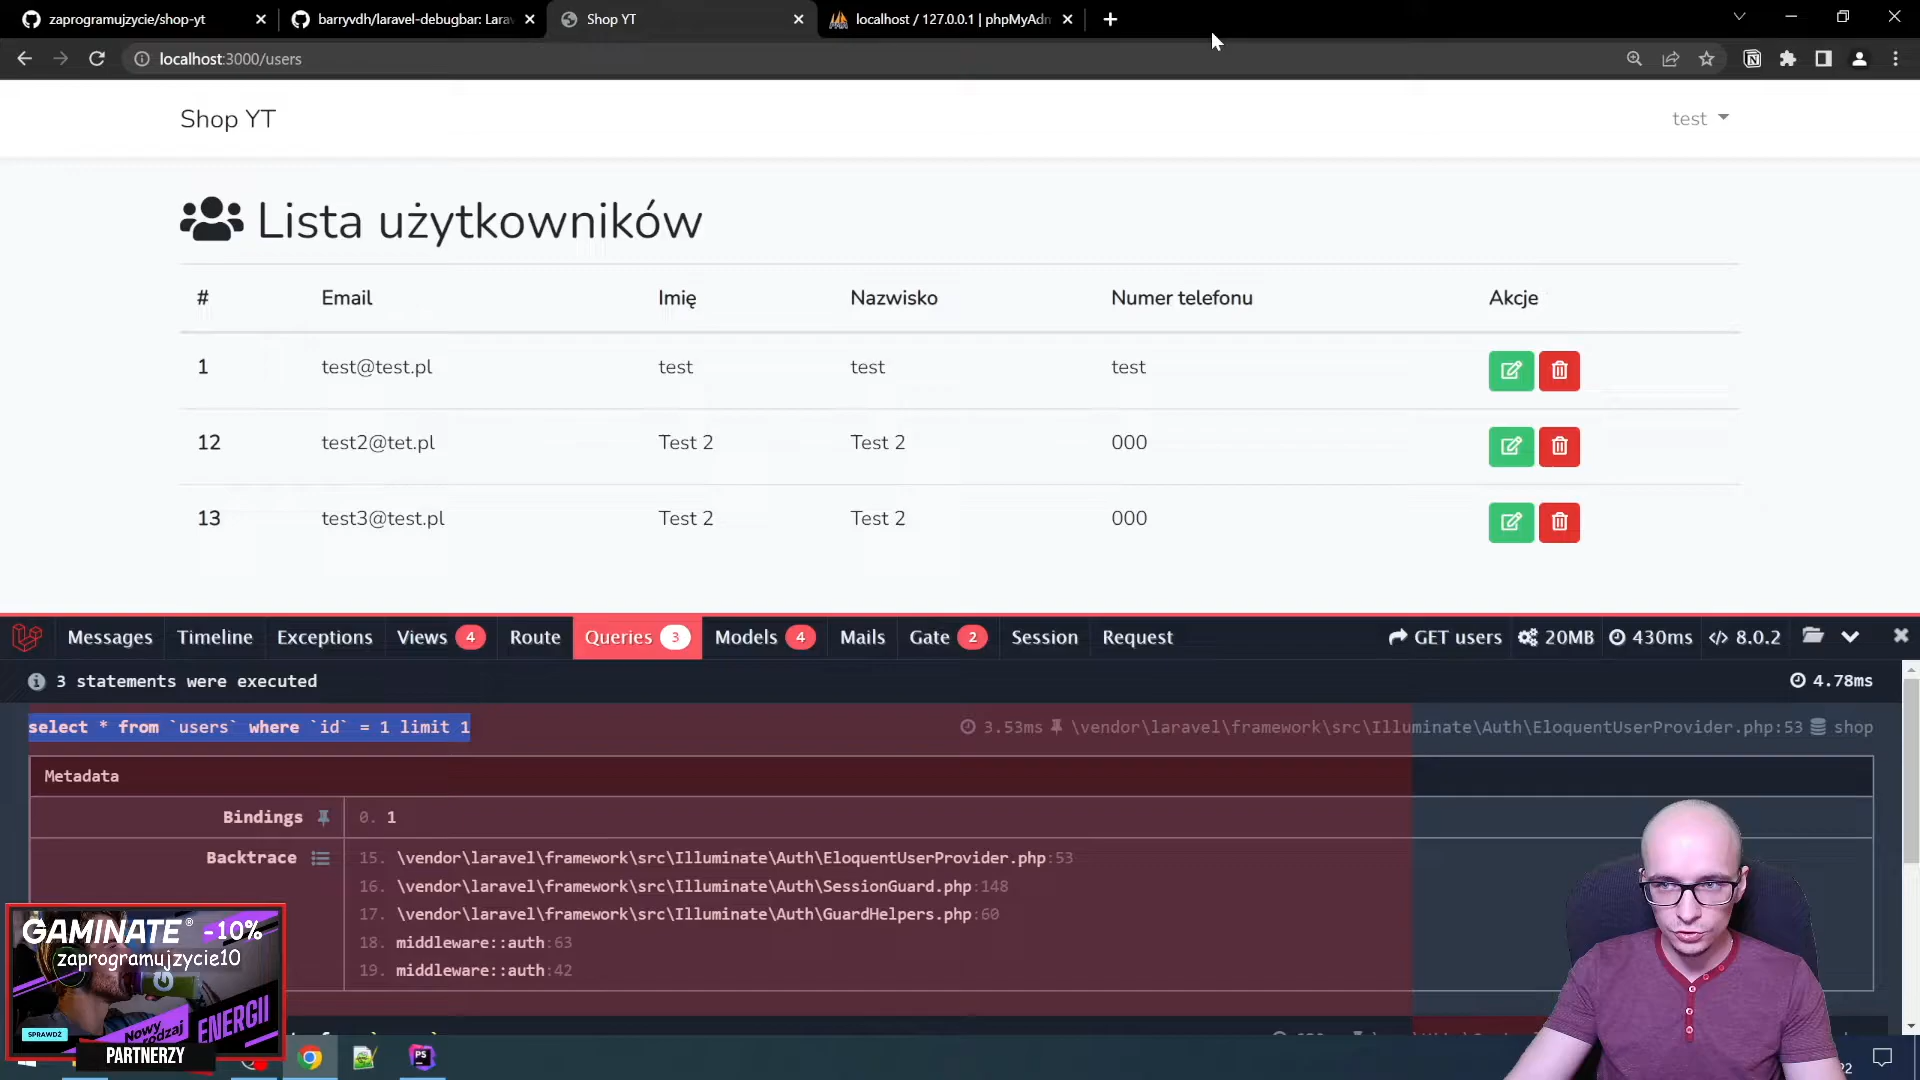 zaprogramujzycie/shop-yt
barryvdh/laravel-debugbar: Lara
Shop YT
localhost / 127.0.0.1 | phpMyAdm
localhost:3000/users
Shop YT
test
Lista użytkowników
# Email Imię Nazwisko Numer telefonu Akcje
1 test@test.pl test test test
12 test2@tet.pl Test 2 Test 2 000
13 test3@test.pl Test 2 Test 2 000
Messages Timeline Exceptions Views 4 Route Queries 3 Models 4 Mails Gate 2 Session Request GET users 20MB 430ms 8.0.2
3 statements were executed 4.78ms
select * from `users` where `id` = 1 limit 1 3.53ms \vendor\laravel\framework\src\Illuminate\Auth\EloquentUserProvider.php:53 shop
Metadata
Bindings 0. 1
Backtrace 15. \vendor\laravel\framework\src\Illuminate\Auth\EloquentUserProvider.php:53
16. \vendor\laravel\framework\src\Illuminate\Auth\SessionGuard.php:148
17. \vendor\laravel\framework\src\Illuminate\Auth\GuardHelpers.php:60
18. middleware::auth:63
19. middleware::auth:42
GAMINATE® -10%
zaprogramujzycie10
Nowy rodzaj
ENERGII
SPRAWDŹ
PARTNERZY
PS